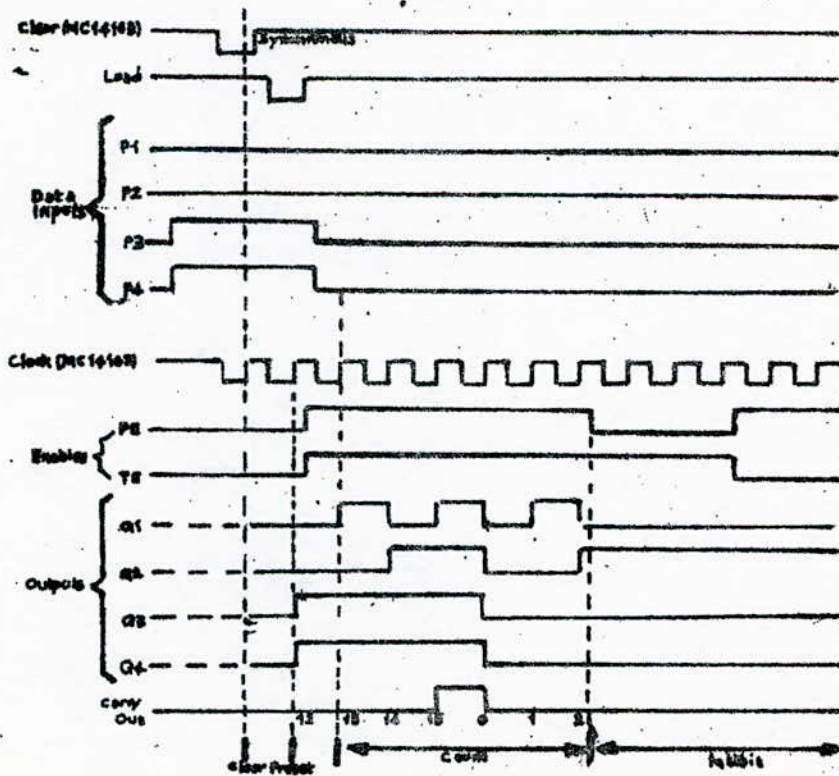 Clear (MC14163)
Synchronous
Load
P1
P2
Data
Inputs
P3
P4
Clock (MC14163)
PE
Enables
TE
Q1
Q2
Outputs
Q3
Q4
Carry
Out
12 13 14 15 0 1 2
Clear Preset
Count
Inhibit